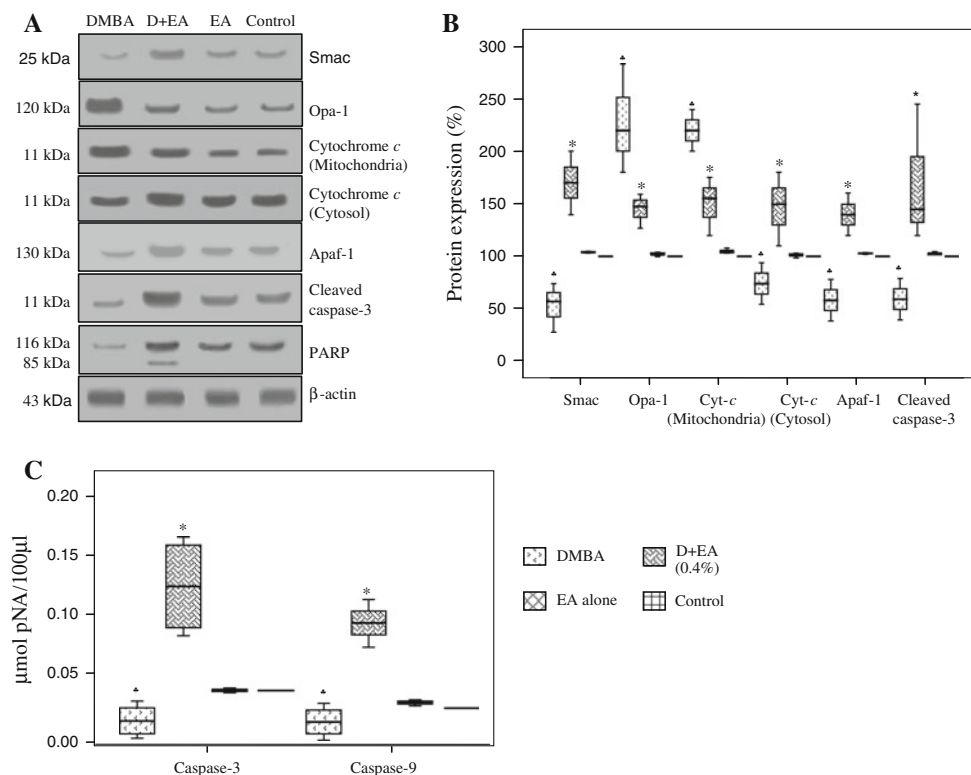 A
DMBA D+EA EA Control
25 kDa Smac
120 kDa Opa-1
11 kDa Cytochrome c
(Mitochondria)
11 kDa Cytochrome c
(Cytosol)
130 kDa Apaf-1
11 kDa Cleaved
caspase-3
116 kDa
85 kDa
PARP
43 kDa β-actin
B
Protein expression (%)
300
250
200
150
100
50
0
Smac Opa-1 Cyt-c Cyt-c Apaf-1 Cleaved
(Mitochondria) (Cytosol) caspase-3
C
µmol pNA/100µl
0.20
0.15
0.10
0.05
0.00
Caspase-3 Caspase-9
DMBA D+EA
(0.4%)
EA alone Control